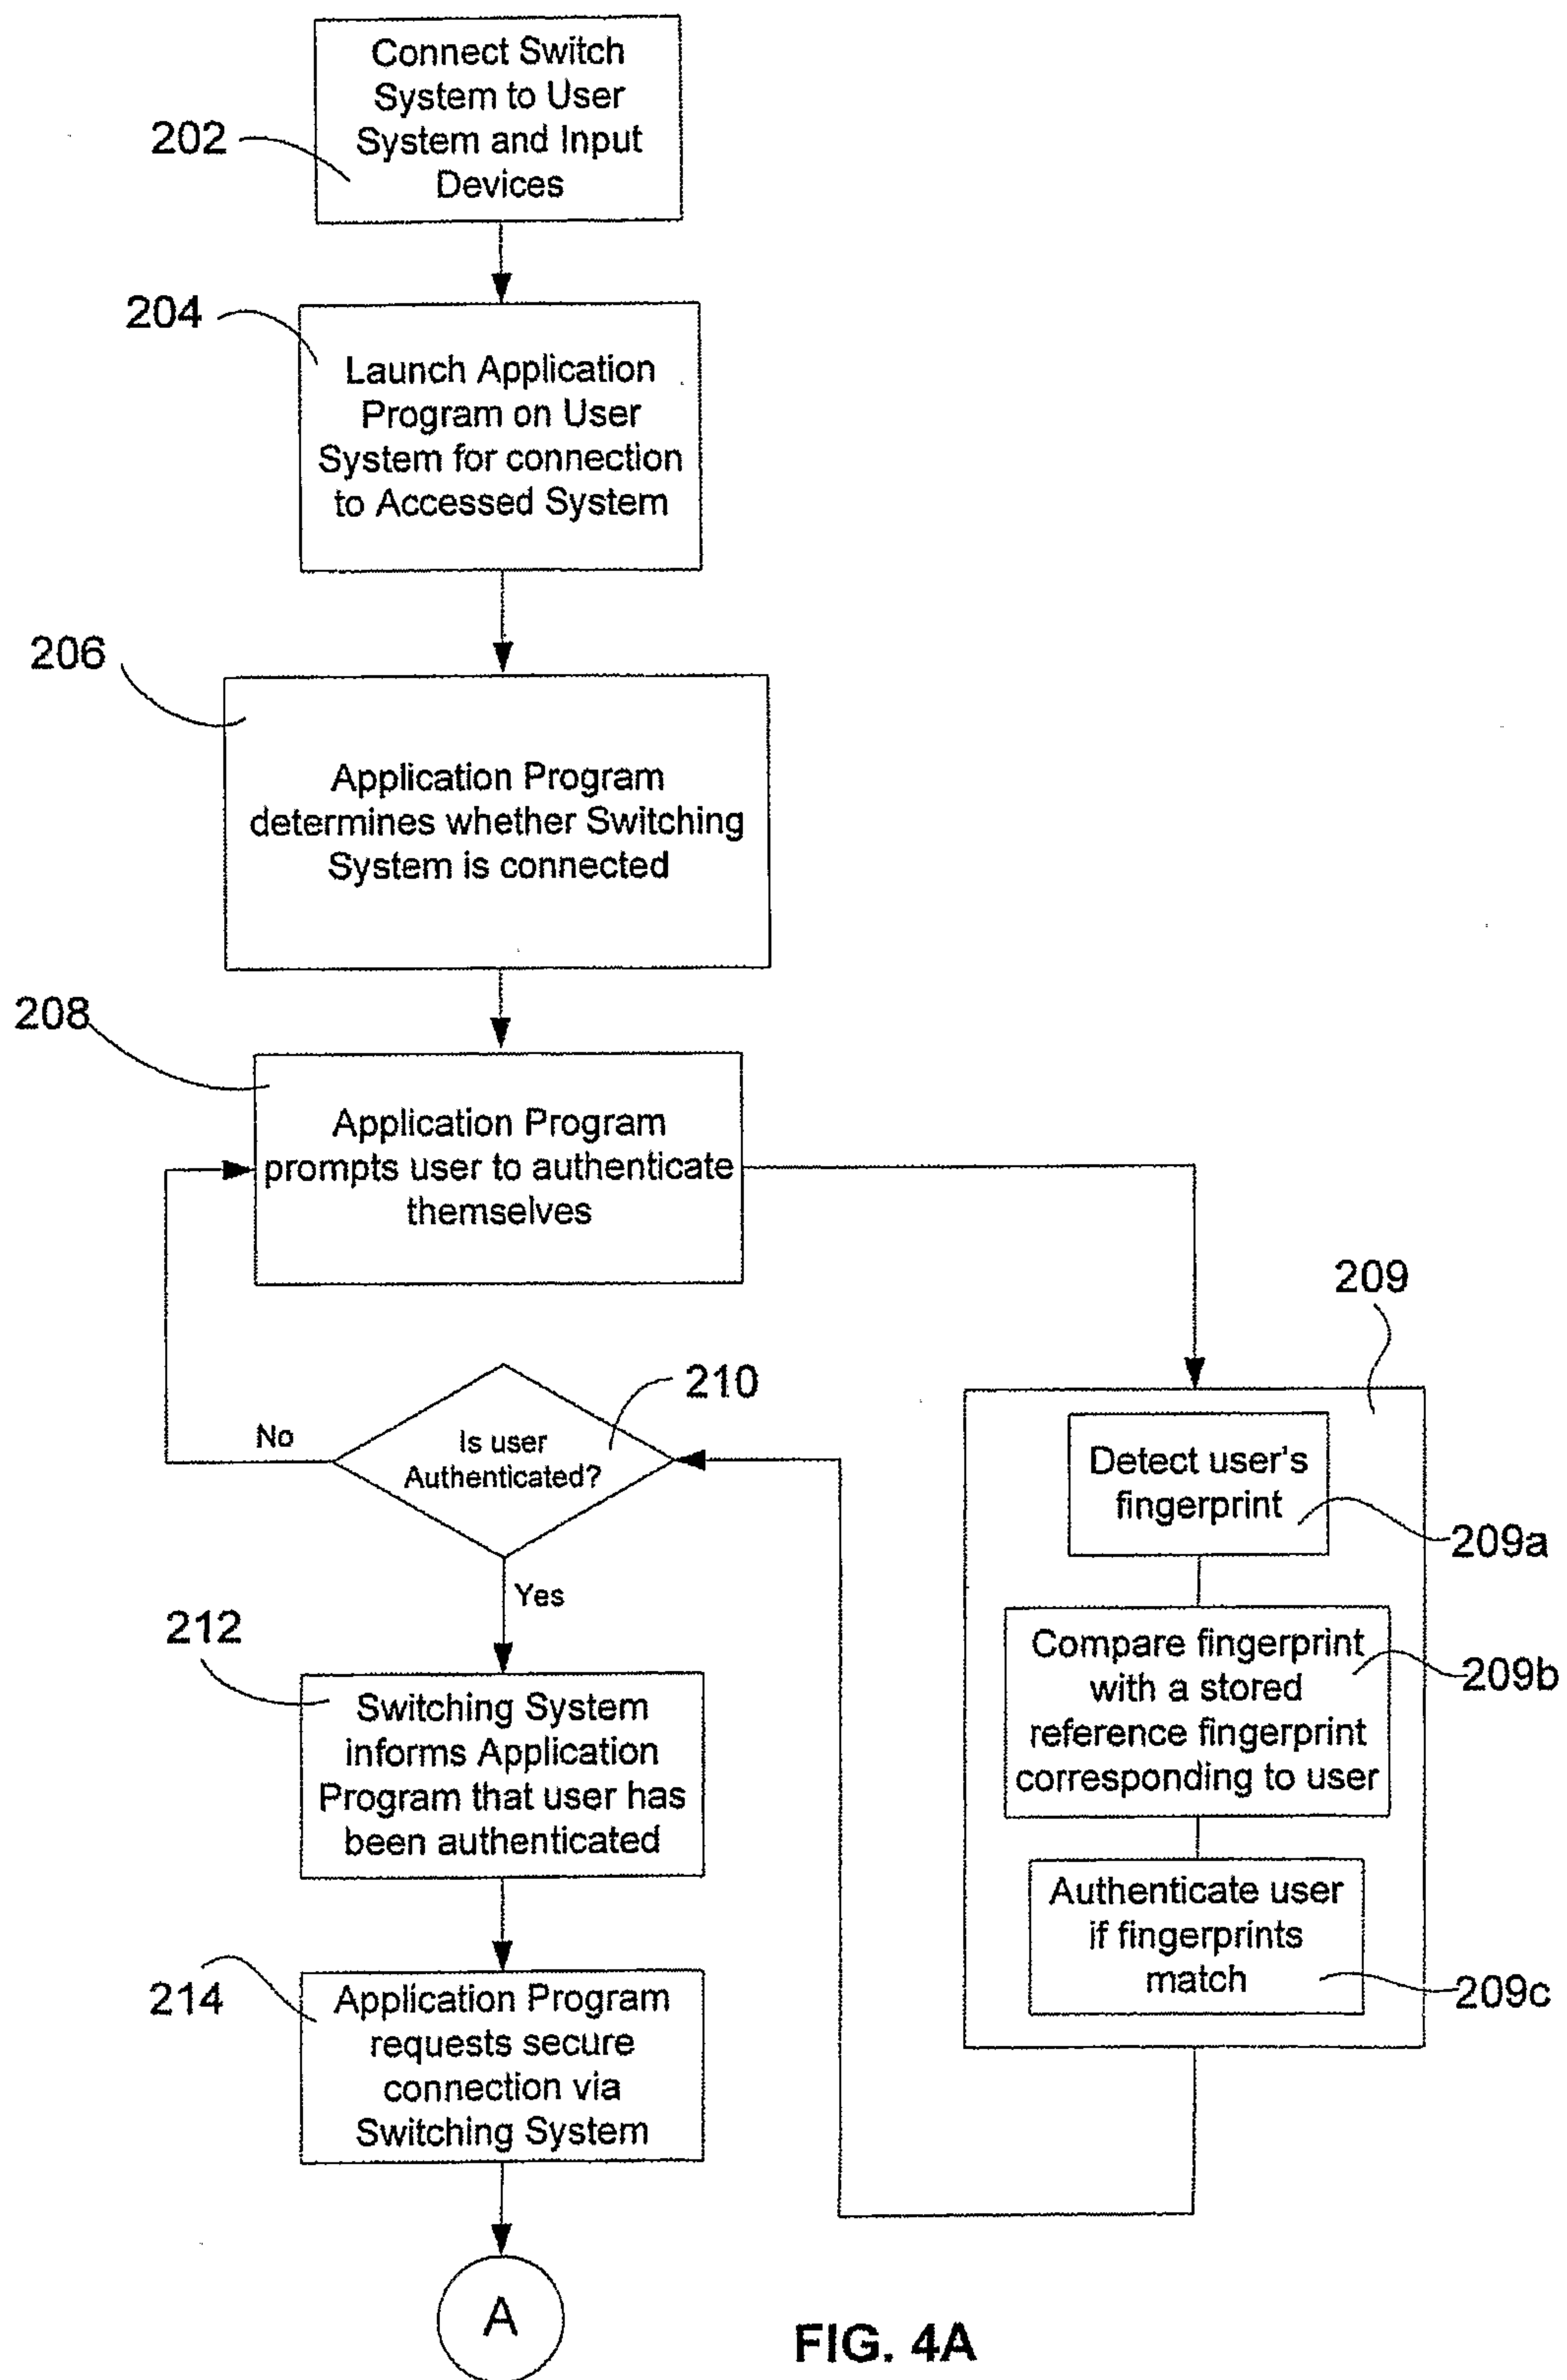 Connect Switch
System to User
System and Input
Devices
202
204
Launch Application
Program on User
System for connection
to Accessed System
206
Application Program
determines whether Switching
System is connected
208
Application Program
prompts user to authenticate
themselves
209
210
No
Is user
Authenticated?
Yes
Detect user's
fingerprint
209a
Compare fingerprint
with a stored
reference fingerprint
corresponding to user
209b
Authenticate user
if fingerprints
match
209c
212
Switching System
informs Application
Program that user has
been authenticated
214
Application Program
requests secure
connection via
Switching System
A
FIG. 4A